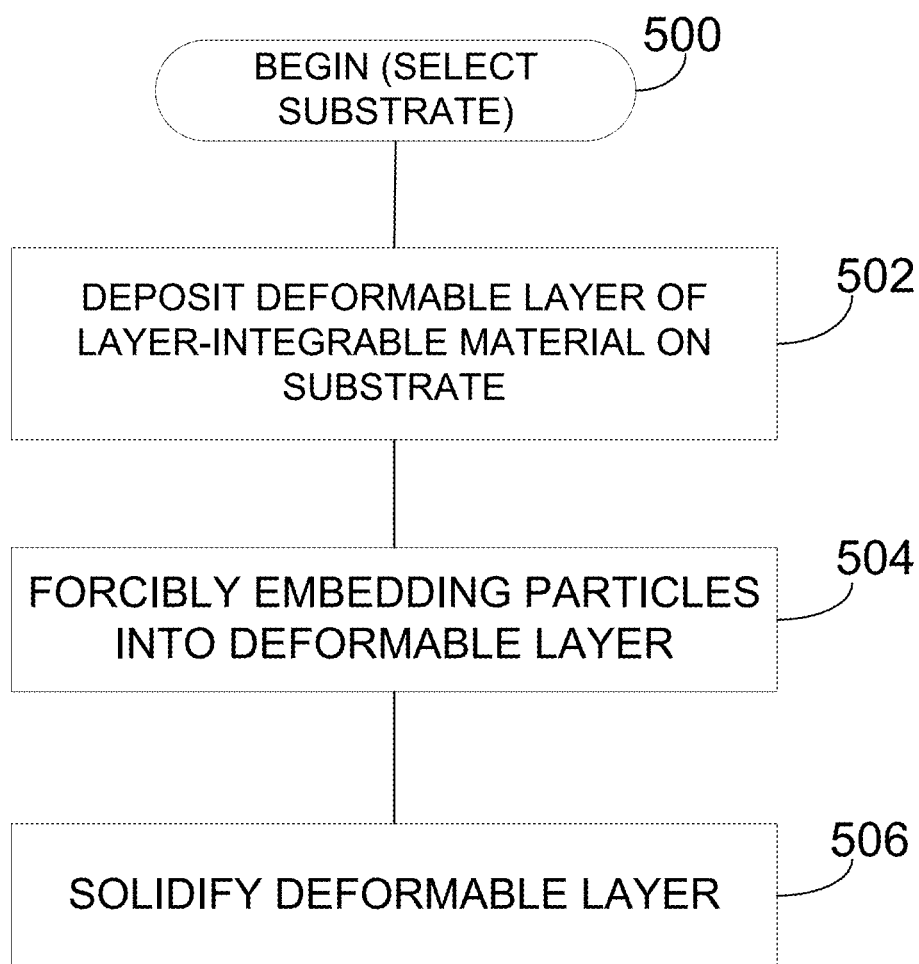 500
BEGIN (SELECT
SUBSTRATE)
502
DEPOSIT DEFORMABLE LAYER OF
LAYER-INTEGRABLE MATERIAL ON
SUBSTRATE
504
FORCIBLY EMBEDDING PARTICLES
INTO DEFORMABLE LAYER
506
SOLIDIFY DEFORMABLE LAYER